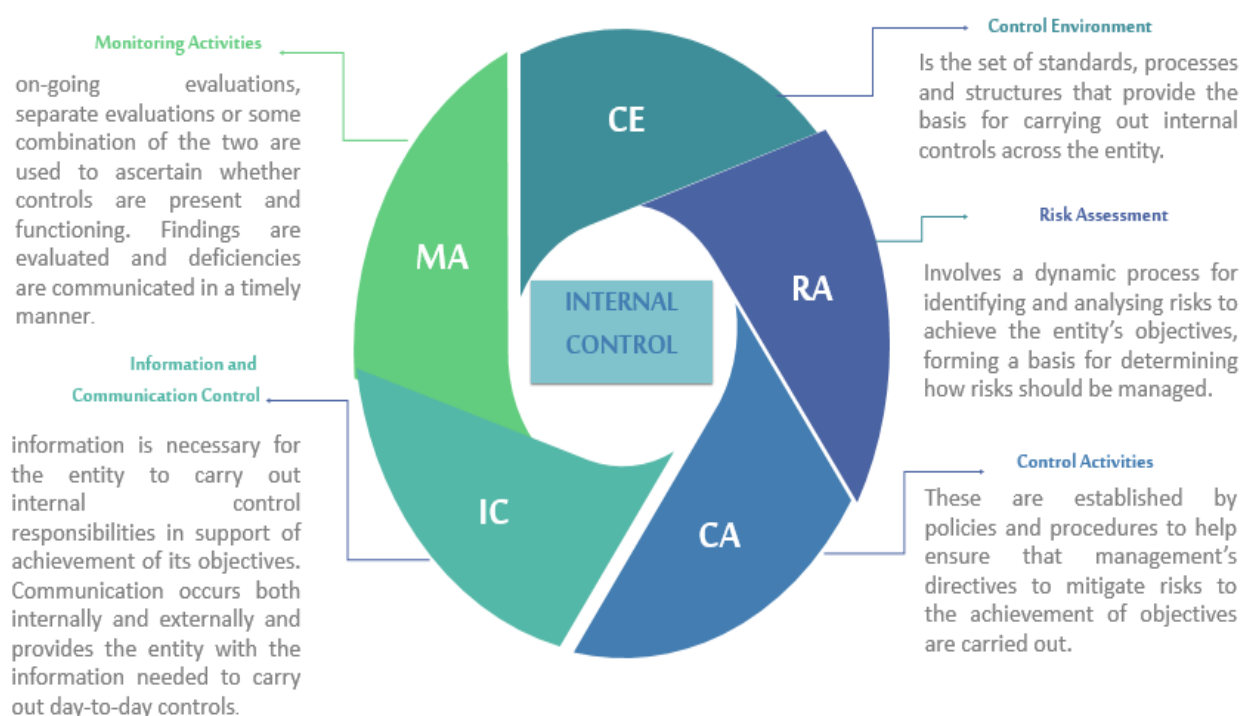 Monitoring Activities
on-going evaluations,
separate evaluations or some
combination of the two are
used to ascertain whether
controls are present and
functioning. Findings are
evaluated and deficiencies
are communicated in a timely
manner.
Information and
Communication Control
information is necessary for
the entity to carry out
internal control
responsibilities in support of
achievement of its objectives.
Communication occurs both
internally and externally and
provides the entity with the
information needed to carry
out day-to-day controls.
CE
MA
RA
INTERNAL
CONTROL
IC
CA
Control Environment
Is the set of standards, processes
and structures that provide the
basis for carrying out internal
controls across the entity.
Risk Assessment
Involves a dynamic process for
identifying and analysing risks to
achieve the entity's objectives,
forming a basis for determining
how risks should be managed.
Control Activities
These are established by
policies and procedures to help
ensure that management's
directives to mitigate risks to
the achievement of objectives
are carried out.